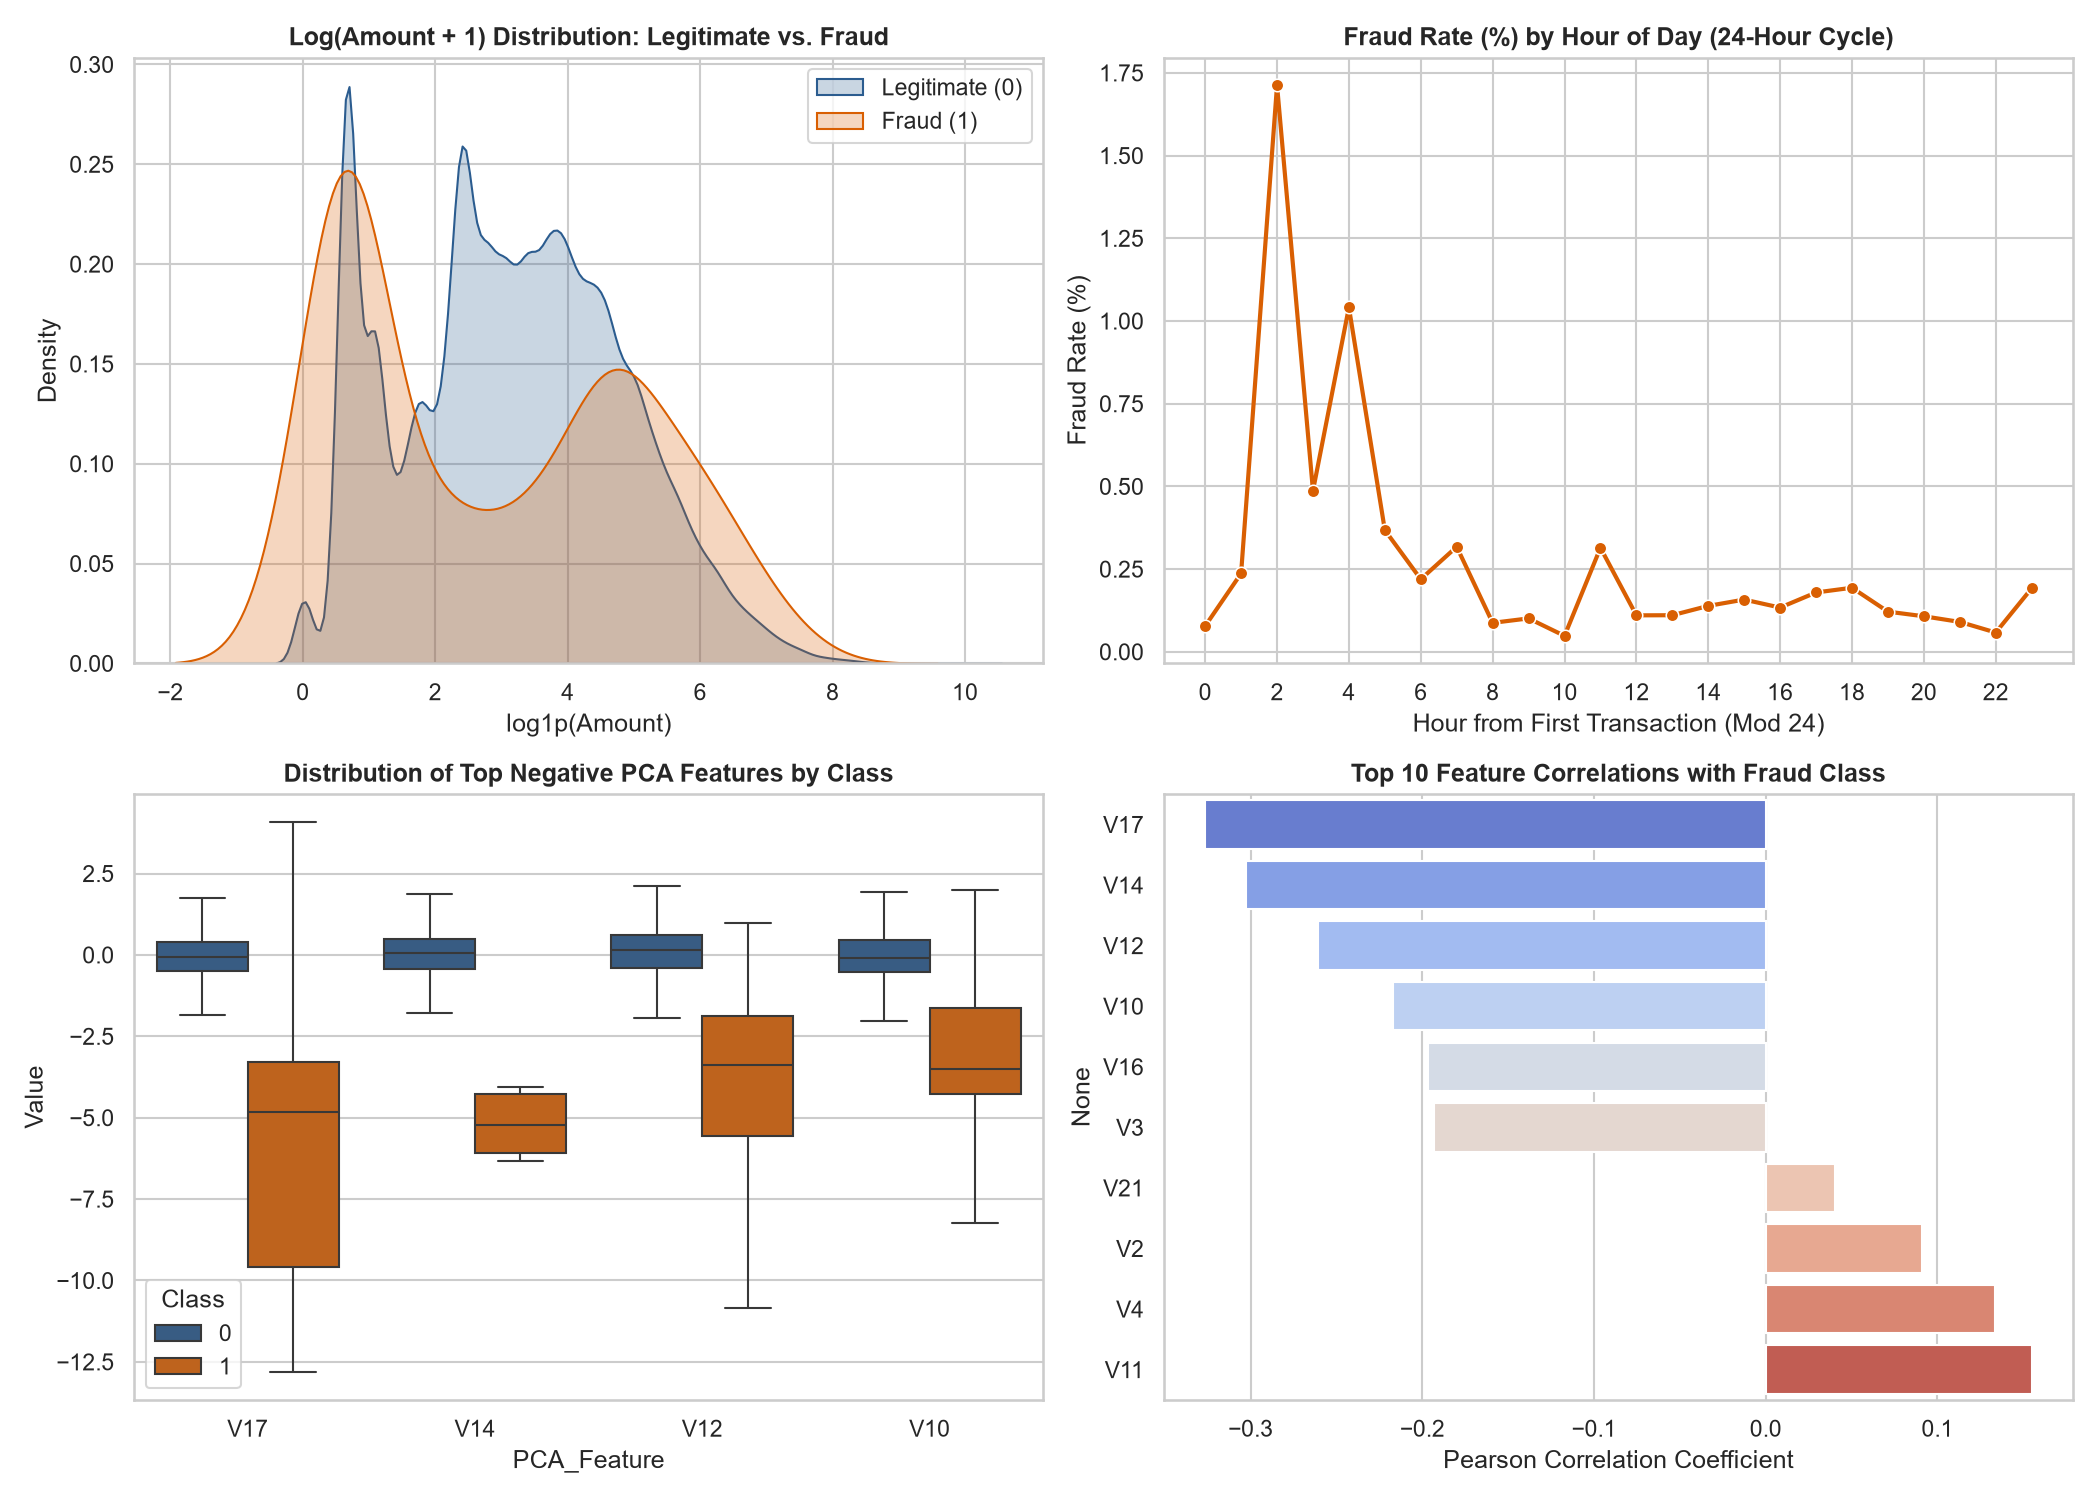 Log(Amount + 1) Distribution: Legitimate vs. Fraud
0.30
0.25
0.20
0.15
0.10
0.05
0.00
Density
Legitimate (0)
Fraud (1)
−2 0 2 4 6 8 10
log1p(Amount)
Fraud Rate (%) by Hour of Day (24-Hour Cycle)
1.75
1.50
1.25
1.00
0.75
0.50
0.25
0.00
Fraud Rate (%)
0 2 4 6 8 10 12 14 16 18 20 22
Hour from First Transaction (Mod 24)
Distribution of Top Negative PCA Features by Class
2.5
0.0
−2.5
−5.0
−7.5
−10.0
−12.5
Value
Class
0
1
V17 V14 V12 V10
PCA_Feature
Top 10 Feature Correlations with Fraud Class
V17
V14
V12
V10
V16
V3
V21
V2
V4
V11
None
−0.3 −0.2 −0.1 0.0 0.1
Pearson Correlation Coefficient